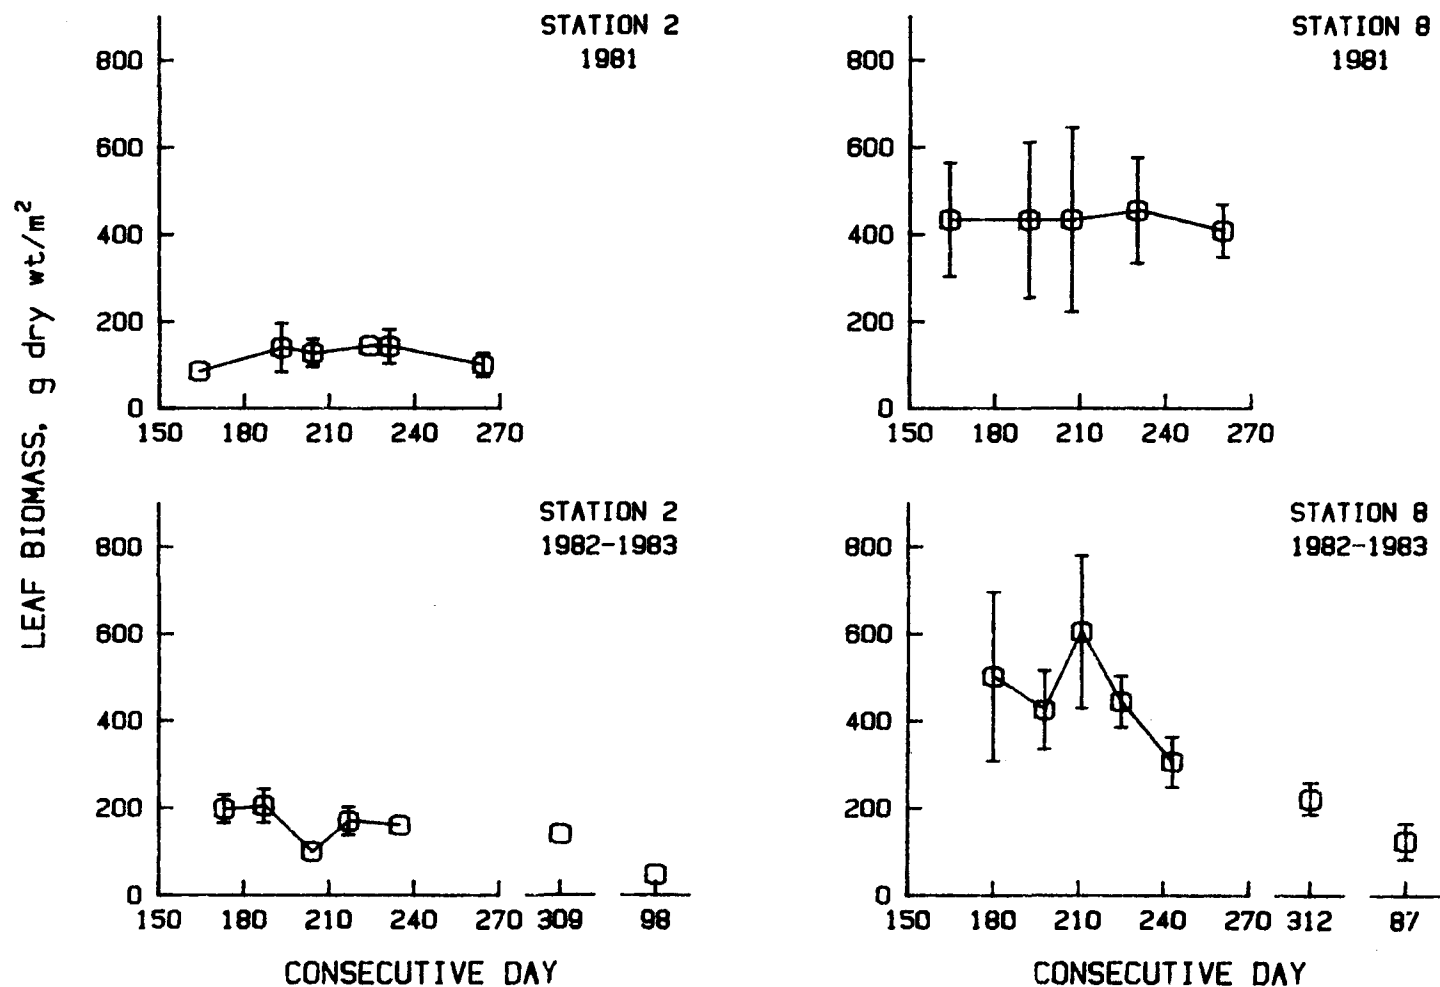 LEAF BIOMASS, g dry wt/m²
STATION 2
1981
800
600
400
200
0
150 180 210 240 270
STATION 8
1981
800
600
400
200
0
150 180 210 240 270
STATION 2
1982-1983
800
600
400
200
0
150 180 210 240 270 309 98
CONSECUTIVE DAY
STATION 8
1982-1983
800
600
400
200
0
150 180 210 240 270 312 87
CONSECUTIVE DAY